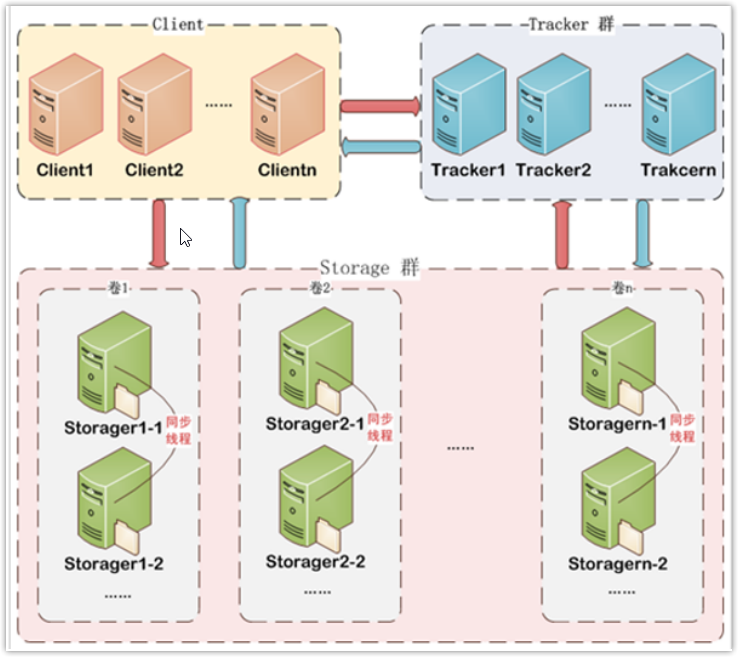 Client
Tracker 群
······
······
Client1
Client2
Clientn
Tracker1
Tracker2
Trakcern
Storage 群
卷1
卷2
卷n
Storager1-1
同步
线程
Storager2-1
同步
线程
Storagern-1
同步
线程
······
Storager1-2
Storager2-2
Storagern-2
······
······
······